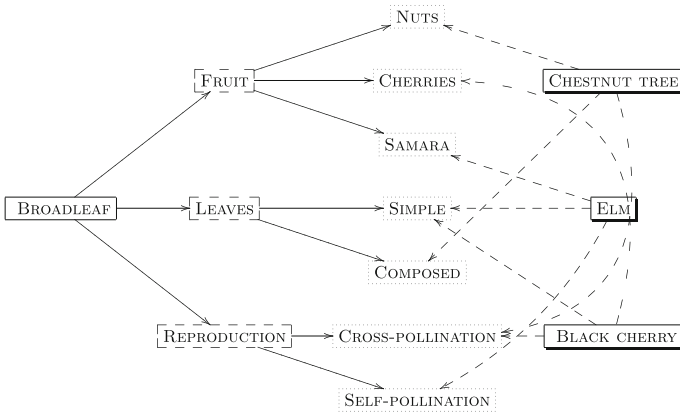 Nuts
Fruit Cherries Chestnut tree
Samara
Broadleaf Leaves Simple Elm
Composed
Reproduction Cross-pollination Black cherry
Self-pollination